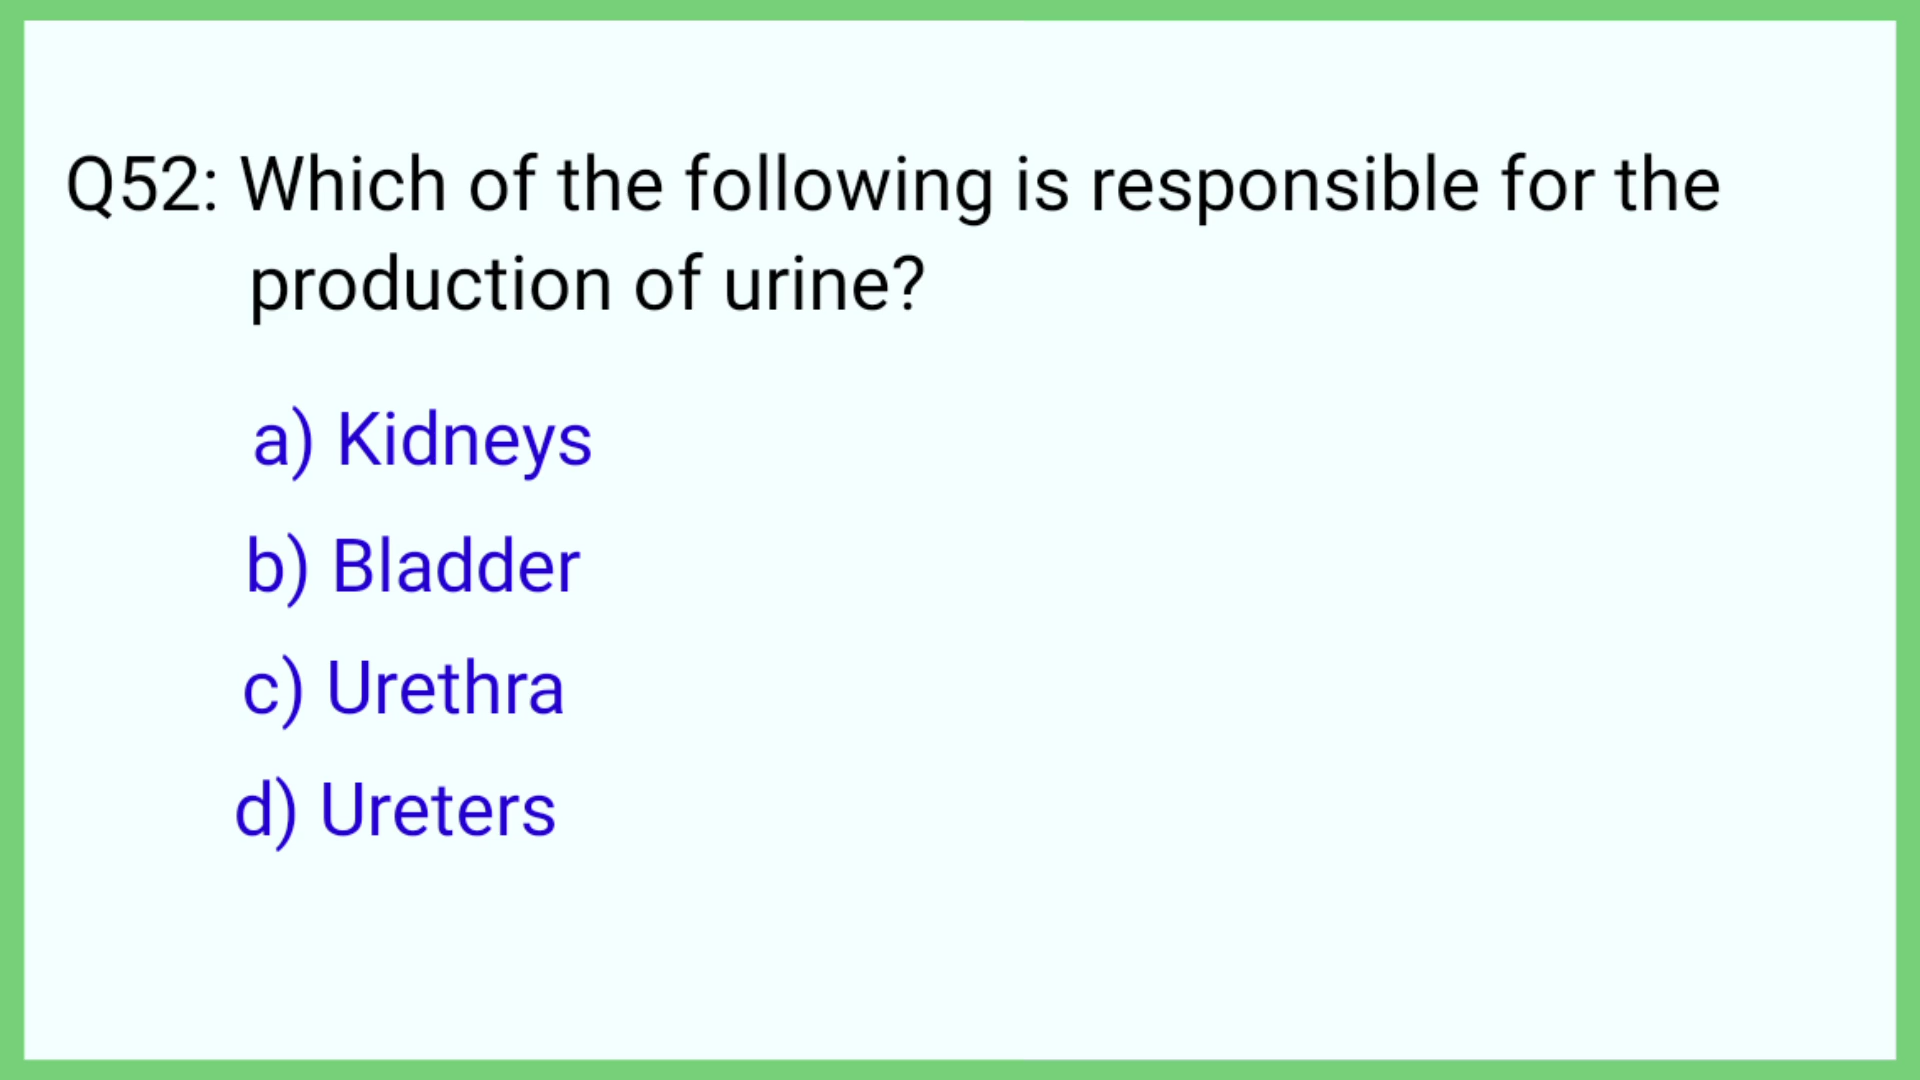 Q52: Which of the following is responsible for the
production of urine?
a) Kidneys
b) Bladder
c) Urethra
d) Ureters